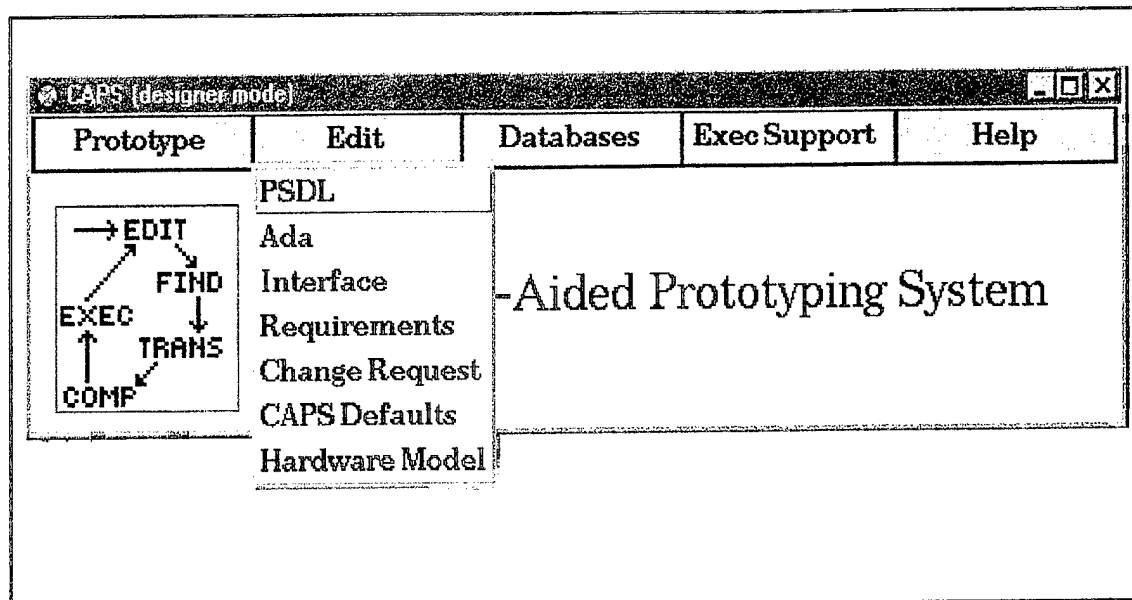 CAPS (designer mode)
Prototype Edit Databases Exec Support Help
EDIT
FIND
TRANS
COMP
EXEC
PSDL
Ada
Interface
Requirements
Change Request
CAPS Defaults
Hardware Model
-Aided Prototyping System